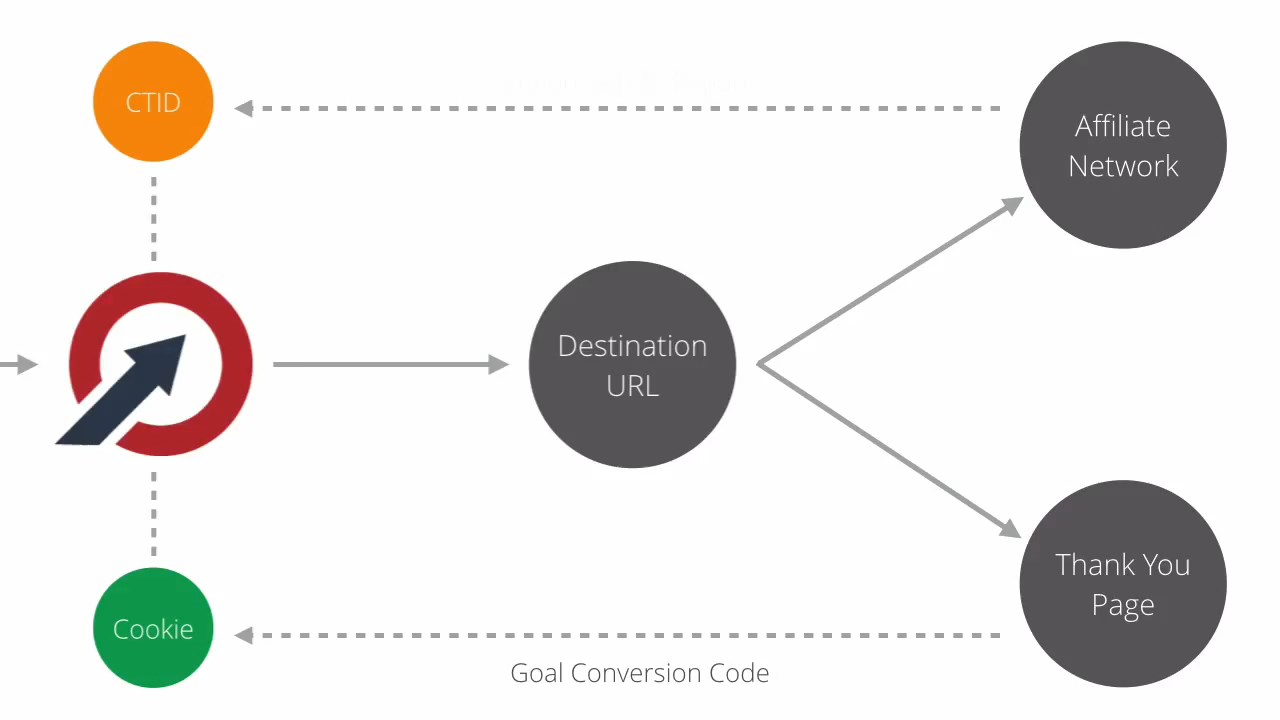 CTID
Affiliate
Network
Destination
URL
Thank You
Page
Cookie
Goal Conversion Code